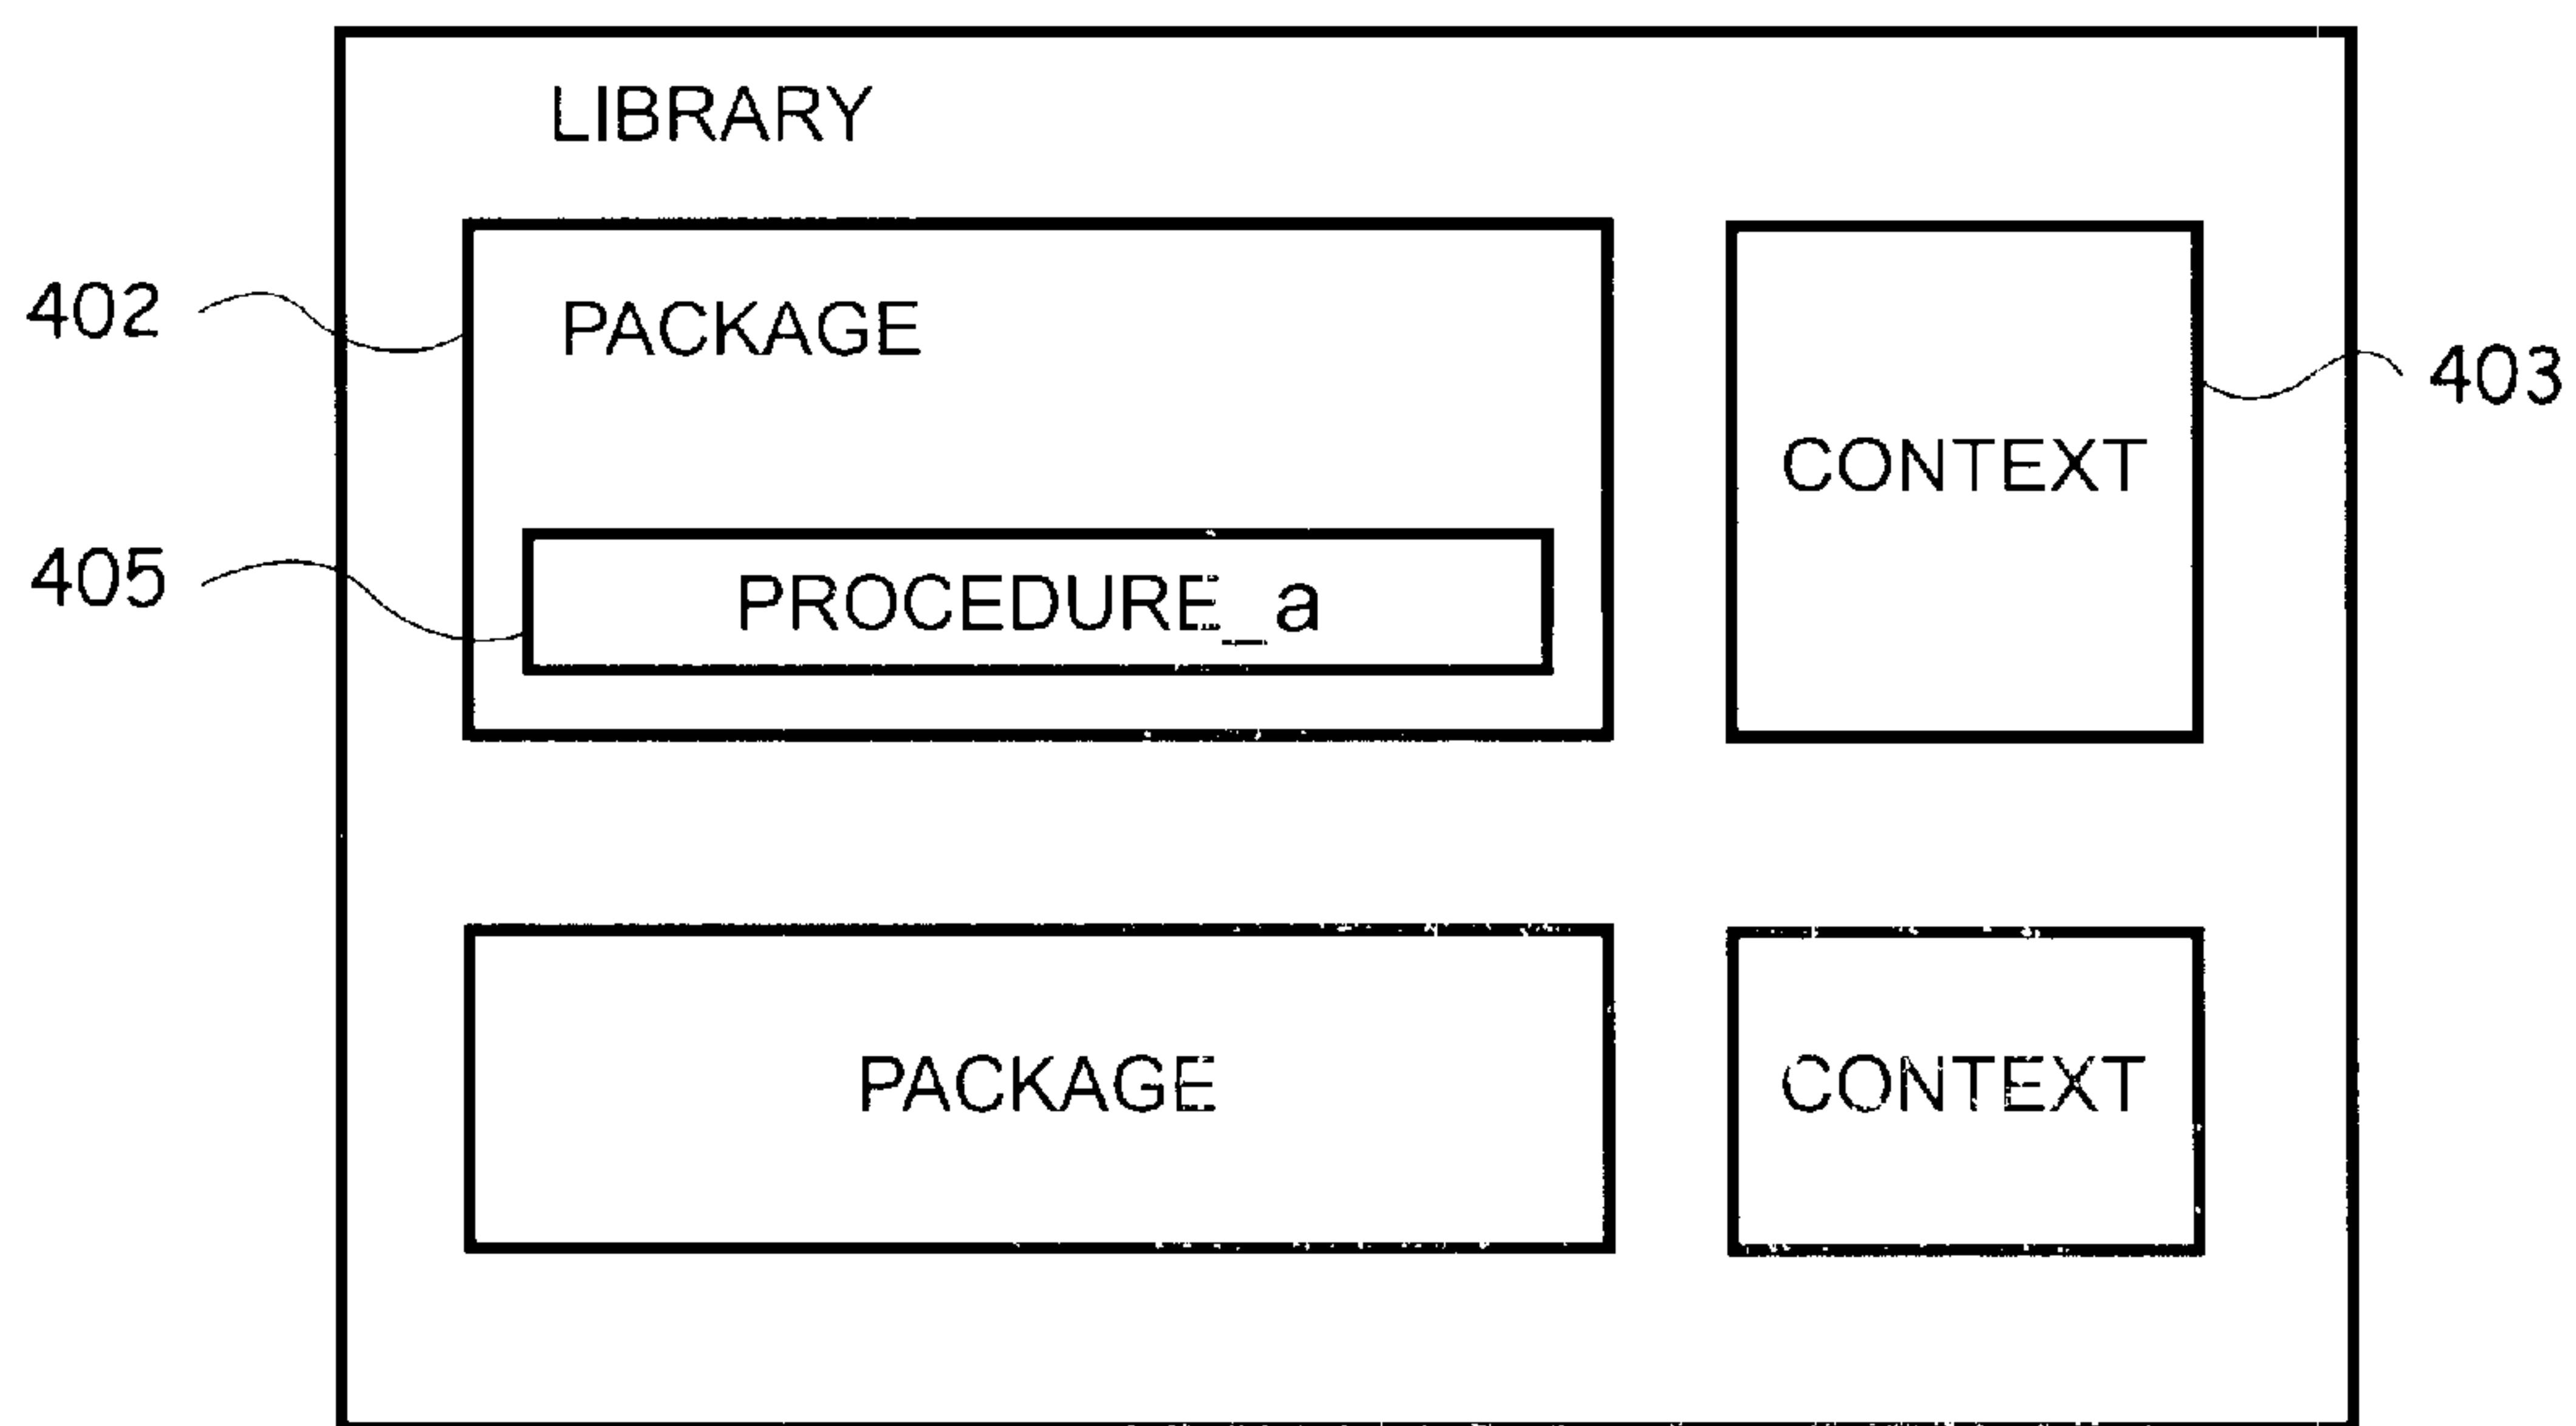 LIBRARY
402
PACKAGE
403
CONTEXT
405
PROCEDURE_a
PACKAGE
CONTEXT